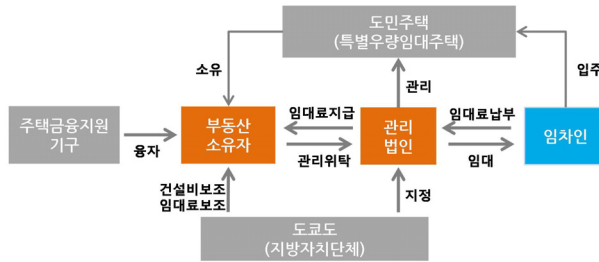 도민주택
(특별우량임대주택)
소유
관리
입주
주택금융지원
기구
융자
부동산
소유자
임대료지급
관리위탁
관리
법인
임대료납부
임대
임차인
건설비보조
임대료보조
지정
도쿄도
(지방자치단체)